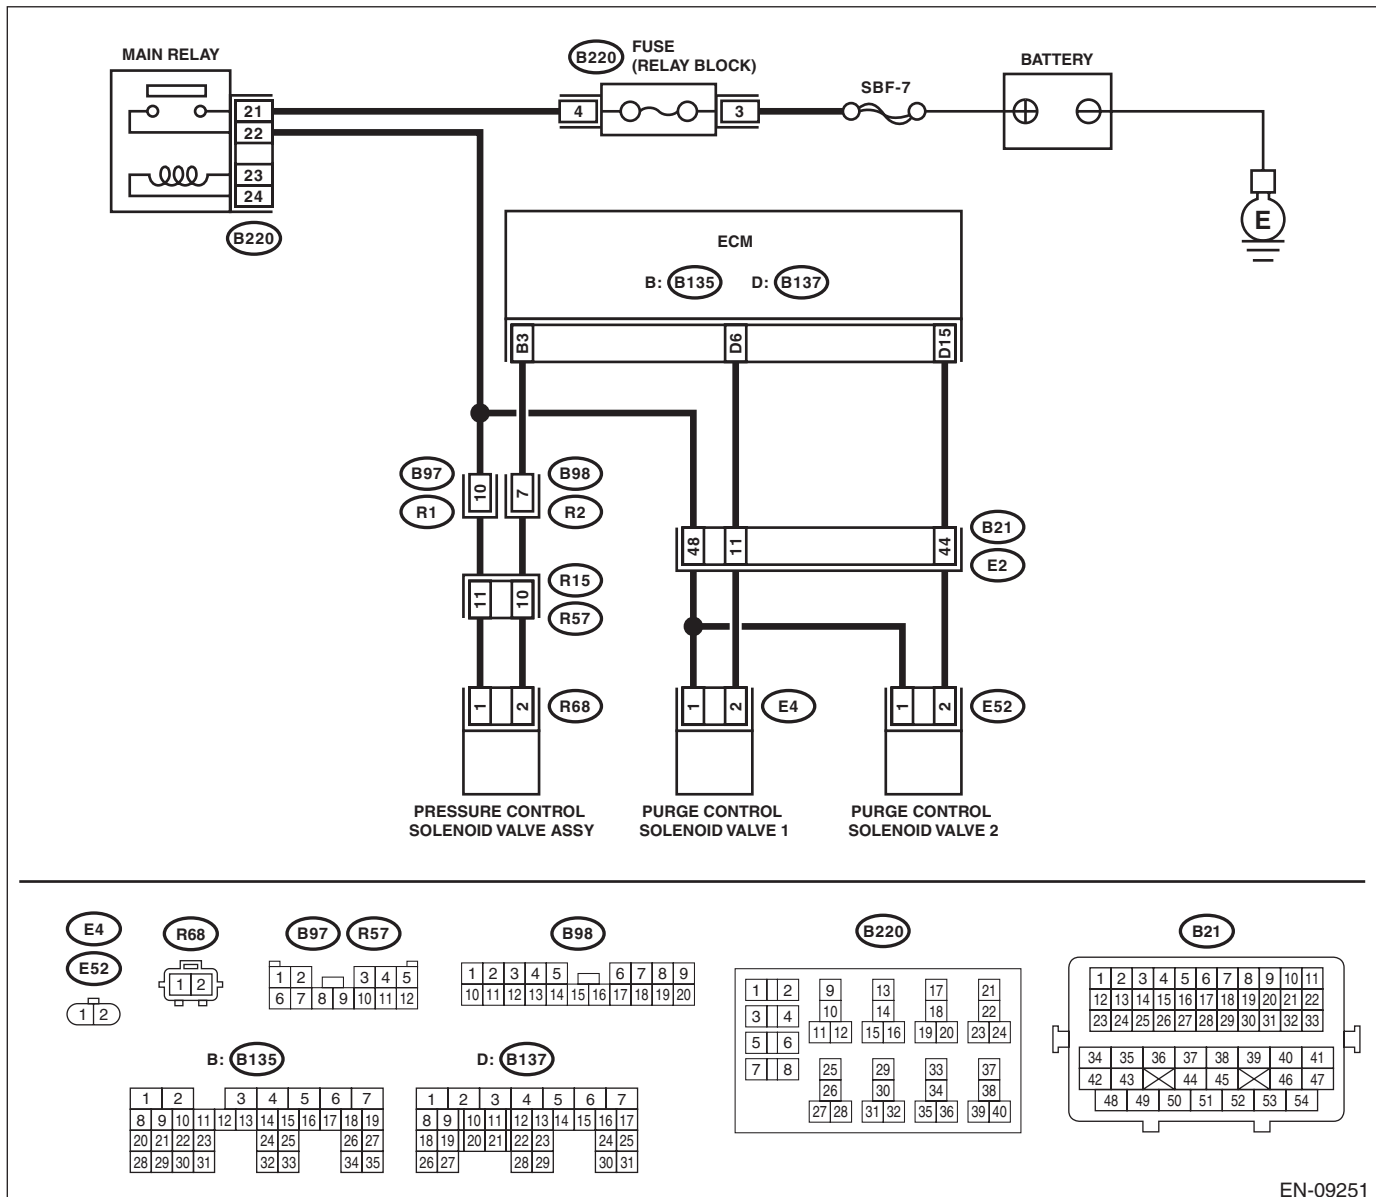 MAIN RELAY
B220
FUSE
(RELAY BLOCK)
SBF-7
BATTERY
21
22
23
24
4
3
B220
E
ECM
B: B135 D: B137
B3
D6
D15
B97
10
7
B98
R1
R2
48
11
44
B21
E2
11
10
R15
R57
1
2
R68
1
2
E4
1
2
E52
PRESSURE CONTROL
SOLENOID VALVE ASSY
PURGE CONTROL
SOLENOID VALVE 1
PURGE CONTROL
SOLENOID VALVE 2
E4
E52
1 2
R68
1 2
B97 R57
1 2 3 4 5
6 7 8 9 10 11 12
B98
1 2 3 4 5 6 7 8 9
10 11 12 13 14 15 16 17 18 19 20
B220
1 2 9 13 17 21
10 14 18 22
3 4
11 12 15 16 19 20 23 24
5 6
7 8 25 29 33 37
26 30 34 38
27 28 31 32 35 36 39 40
B21
1 2 3 4 5 6 7 8 9 10 11
12 13 14 15 16 17 18 19 20 21 22
23 24 25 26 27 28 29 30 31 32 33
34 35 36 37 38 39 40 41
42 43 44 45 46 47
48 49 50 51 52 53 54
B: B135
1 2 3 4 5 6 7
8 9 10 11 12 13 14 15 16 17 18 19
20 21 22 23 24 25 26 27
28 29 30 31 32 33 34 35
D: B137
1 2 3 4 5 6 7
8 9 10 11 12 13 14 15 16 17
18 19 20 21 22 23 24 25
26 27 28 29 30 31
EN-09251